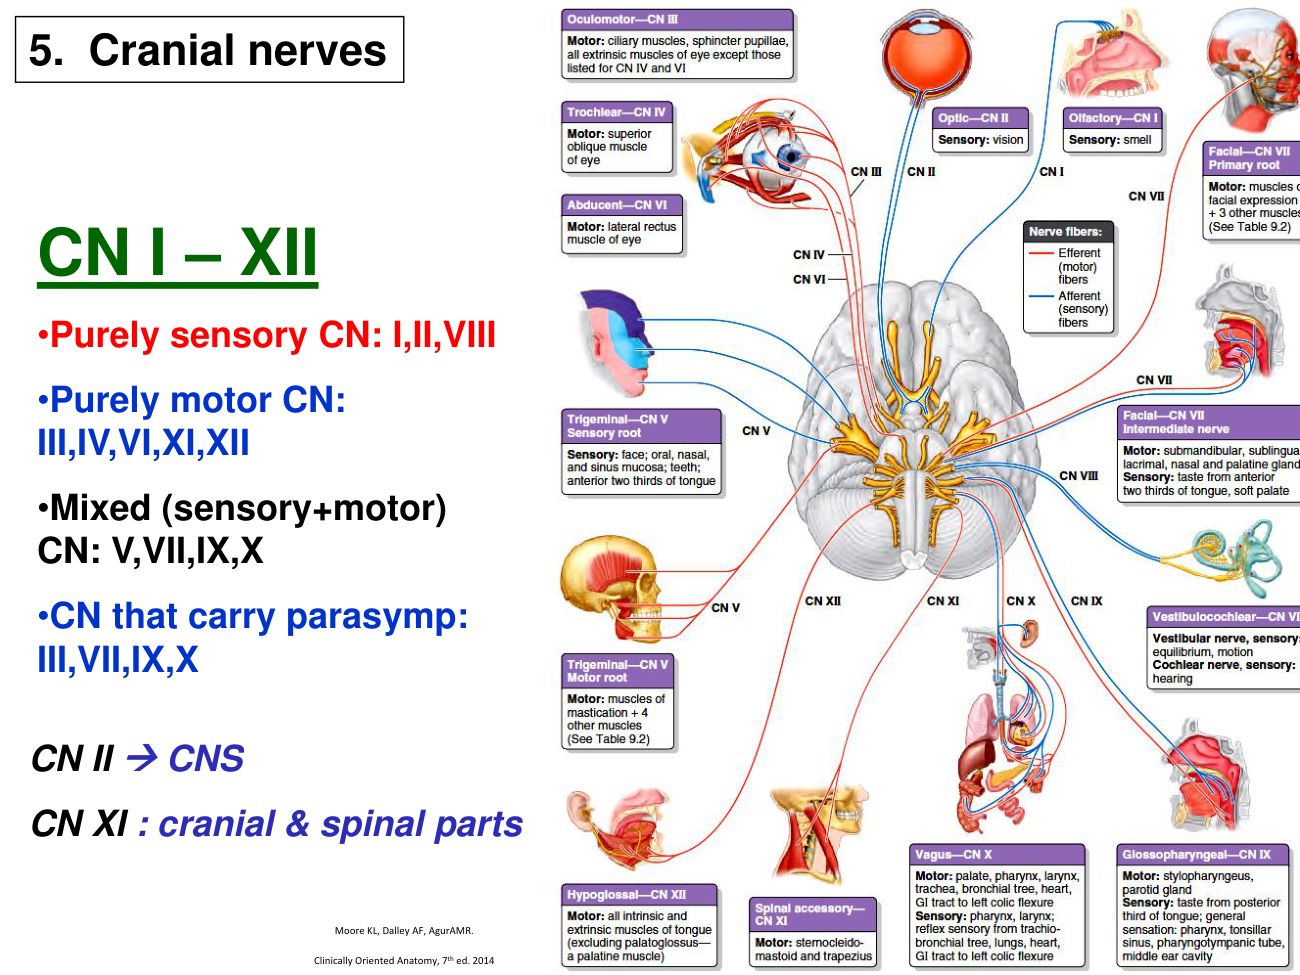 5.  Cranial nerves
CN I – XII
•Purely sensory CN: I,II,VIII
•Purely motor CN:
III,IV,VI,XI,XII
•Mixed (sensory+motor)
CN: V,VII,IX,X
•CN that carry parasymp:
III,VII,IX,X
CN II → CNS
CN XI : cranial & spinal parts
Moore KL, Dalley AF, AgurAMR.
Clinically Oriented Anatomy, 7th ed. 2014
Oculomotor—CN III
Motor: ciliary muscles, sphincter pupillae,
all extrinsic muscles of eye except those
listed for CN IV and VI
Trochlear—CN IV
Motor: superior
oblique muscle
of eye
Abducent—CN VI
Motor: lateral rectus
muscle of eye
Optic—CN II
Sensory: vision
Olfactory—CN I
Sensory: smell
Facial—CN VII
Primary root
Motor: muscles
facial expression
+ 3 other muscles
(See Table 9.2)
CN III
CN II
CN I
CN VII
CN IV
CN VI
Nerve fibers:
Efferent
(motor)
fibers
Afferent
(sensory)
fibers
Trigeminal—CN V
Sensory root
Sensory: face; oral, nasal,
and sinus mucosa; teeth;
anterior two thirds of tongue
CN V
CN VII
Facial—CN VII
Intermediate nerve
Motor: submandibular, sublingua
lacrimal, nasal and palatine gland
Sensory: taste from anterior
two thirds of tongue, soft palate
CN VIII
CN V
CN XII
CN XI
CN X
CN IX
Vestibulocochlear—CN VI
Vestibular nerve, sensory:
equilibrium, motion
Cochlear nerve, sensory:
hearing
Trigeminal—CN V
Motor root
Motor: muscles of
mastication + 4
other muscles
(See Table 9.2)
Hypoglossal—CN XII
Motor: all intrinsic and
extrinsic muscles of tongue
(excluding palatoglossus—
a palatine muscle)
Spinal accessory—
CN XI
Motor: sternocleido-
mastoid and trapezius
Vagus—CN X
Motor: palate, pharynx, larynx,
trachea, bronchial tree, heart,
GI tract to left colic flexure
Sensory: pharynx, larynx;
reflex sensory from trachio-
bronchial tree, lungs, heart,
GI tract to left colic flexure
Glossopharyngeal—CN IX
Motor: stylopharyngeus,
parotid gland
Sensory: taste from posterior
third of tongue; general
sensation: pharynx, tonsillar
sinus, pharyngotympanic tube,
middle ear cavity